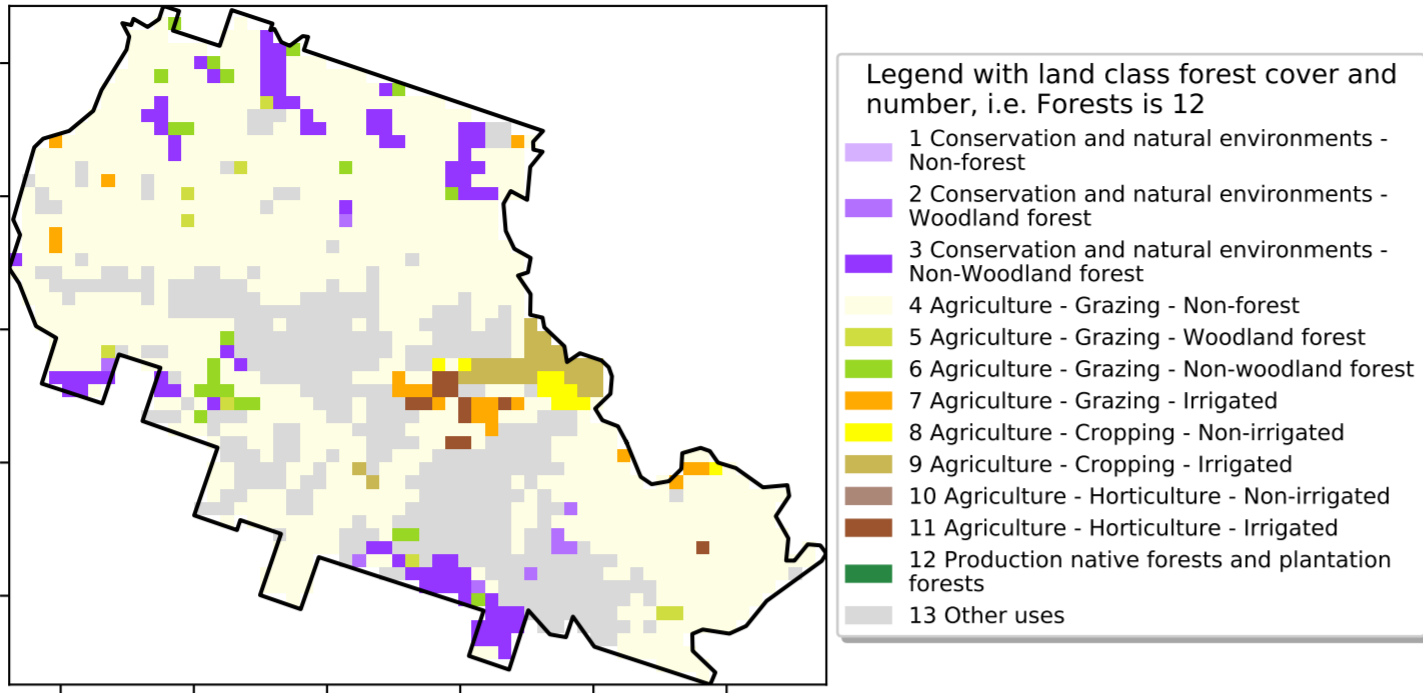 Legend with land class forest cover and
number, i.e. Forests is 12
1 Conservation and natural environments -
Non-forest
2 Conservation and natural environments -
Woodland forest
3 Conservation and natural environments -
Non-Woodland forest
4 Agriculture - Grazing - Non-forest
5 Agriculture - Grazing - Woodland forest
6 Agriculture - Grazing - Non-woodland forest
7 Agriculture - Grazing - Irrigated
8 Agriculture - Cropping - Non-irrigated
9 Agriculture - Cropping - Irrigated
10 Agriculture - Horticulture - Non-irrigated
11 Agriculture - Horticulture - Irrigated
12 Production native forests and plantation
forests
13 Other uses